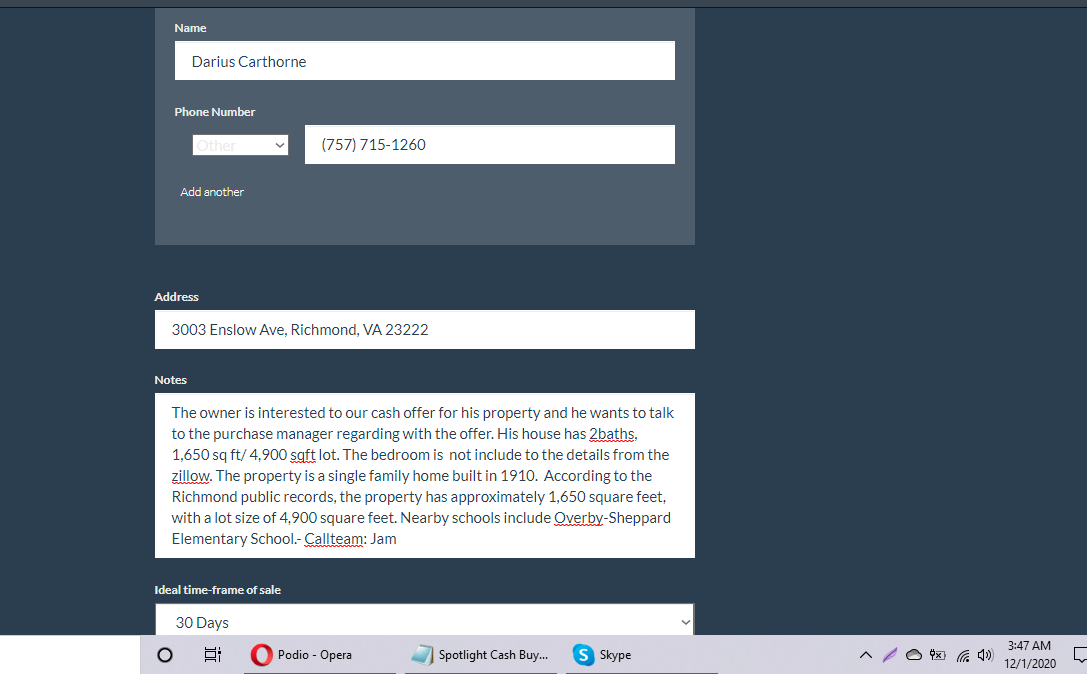 Name
Darius Carthorne
Phone Number
Other
(757) 715-1260
Add another
Address
3003 Enslow Ave, Richmond, VA 23222
Notes
The owner is interested to our cash offer for his property and he wants to talk
to the purchase manager regarding with the offer. His house has 2baths,
1,650 sq ft/ 4,900 sqft lot. The bedroom is not include to the details from the
zillow. The property is a single family home built in 1910. According to the
Richmond public records, the property has approximately 1,650 square feet,
with a lot size of 4,900 square feet. Nearby schools include Overby-Sheppard
Elementary School.- Callteam: Jam
Ideal time-frame of sale
30 Days
Podio - Opera
Spotlight Cash Buy...
Skype
3:47 AM
12/1/2020